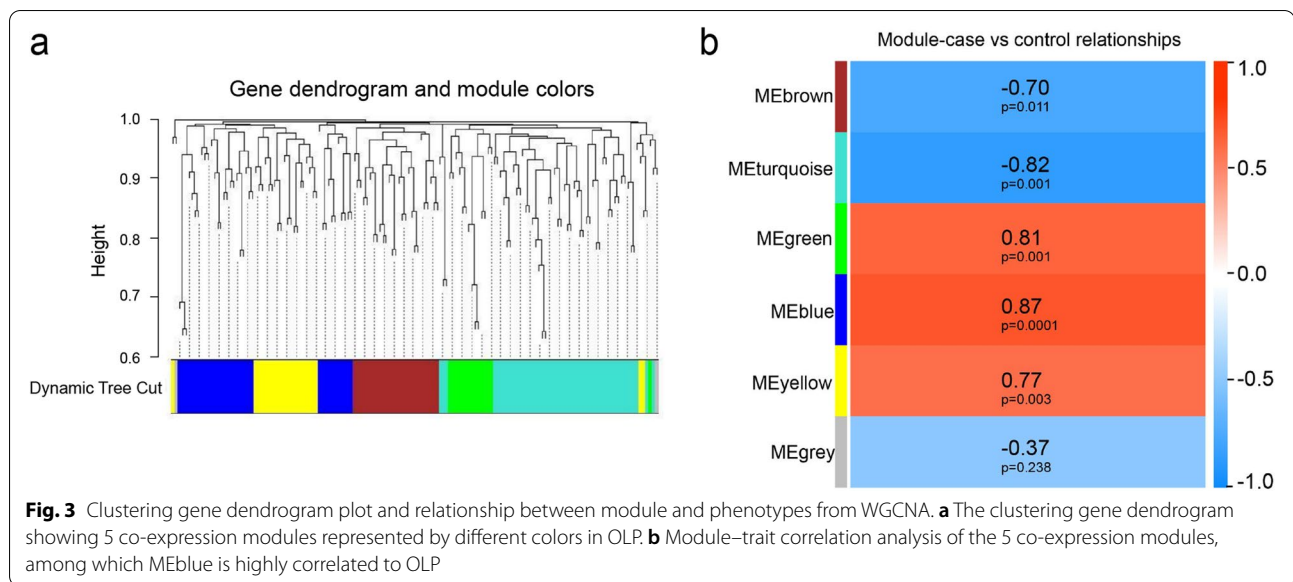 a
Gene dendrogram and module colors
Height
1.0
0.9
0.8
0.7
0.6
Dynamic Tree Cut
b
Module-case vs control relationships
MEbrown
-0.70
p=0.011
MEturquoise
-0.82
p=0.001
MEgreen
0.81
p=0.001
MEblue
0.87
p=0.0001
MEyellow
0.77
p=0.003
MEgrey
-0.37
p=0.238
1.0
0.5
0.0
-0.5
-1.0
Fig. 3 Clustering gene dendrogram plot and relationship between module and phenotypes from WGCNA. a The clustering gene dendrogram
showing 5 co-expression modules represented by different colors in OLP. b Module–trait correlation analysis of the 5 co-expression modules,
among which MEblue is highly correlated to OLP